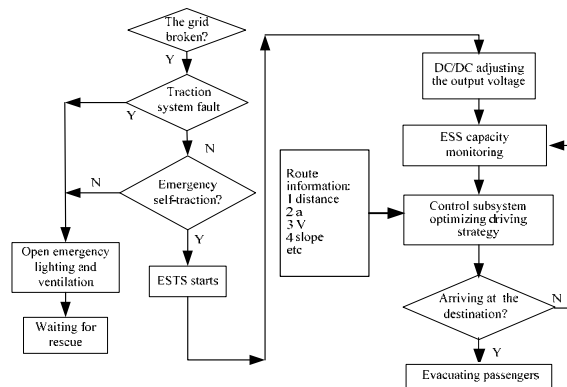 The grid
broken?
Y
Traction
system fault
Y
N
Emergency
self-traction?
N
Y
Open emergency
lighting and
ventilation
ESTS starts
Waiting for
rescue
DC/DC adjusting
the output voltage
ESS capacity
monitoring
Route
information:
1 distance
2 a
3 V
4 slope
etc
Control subsystem
optimizing driving
strategy
Arriving at the
destination?
N
Y
Evacuating passengers